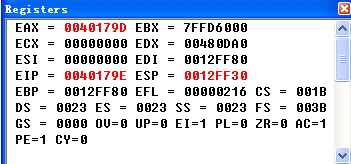 Registers
EAX = 0040179D EBX = 7FFD6000
ECX = 00000000 EDX = 00480DA0
ESI = 00000000 EDI = 0012FF80
EIP = 0040179E ESP = 0012FF30
EBP = 0012FF80 EFL = 00000216 CS = 001B
DS = 0023 ES = 0023 SS = 0023 FS = 003B
GS = 0000 OV=0 UP=0 EI=1 PL=0 ZR=0 AC=1
PE=1 CY=0